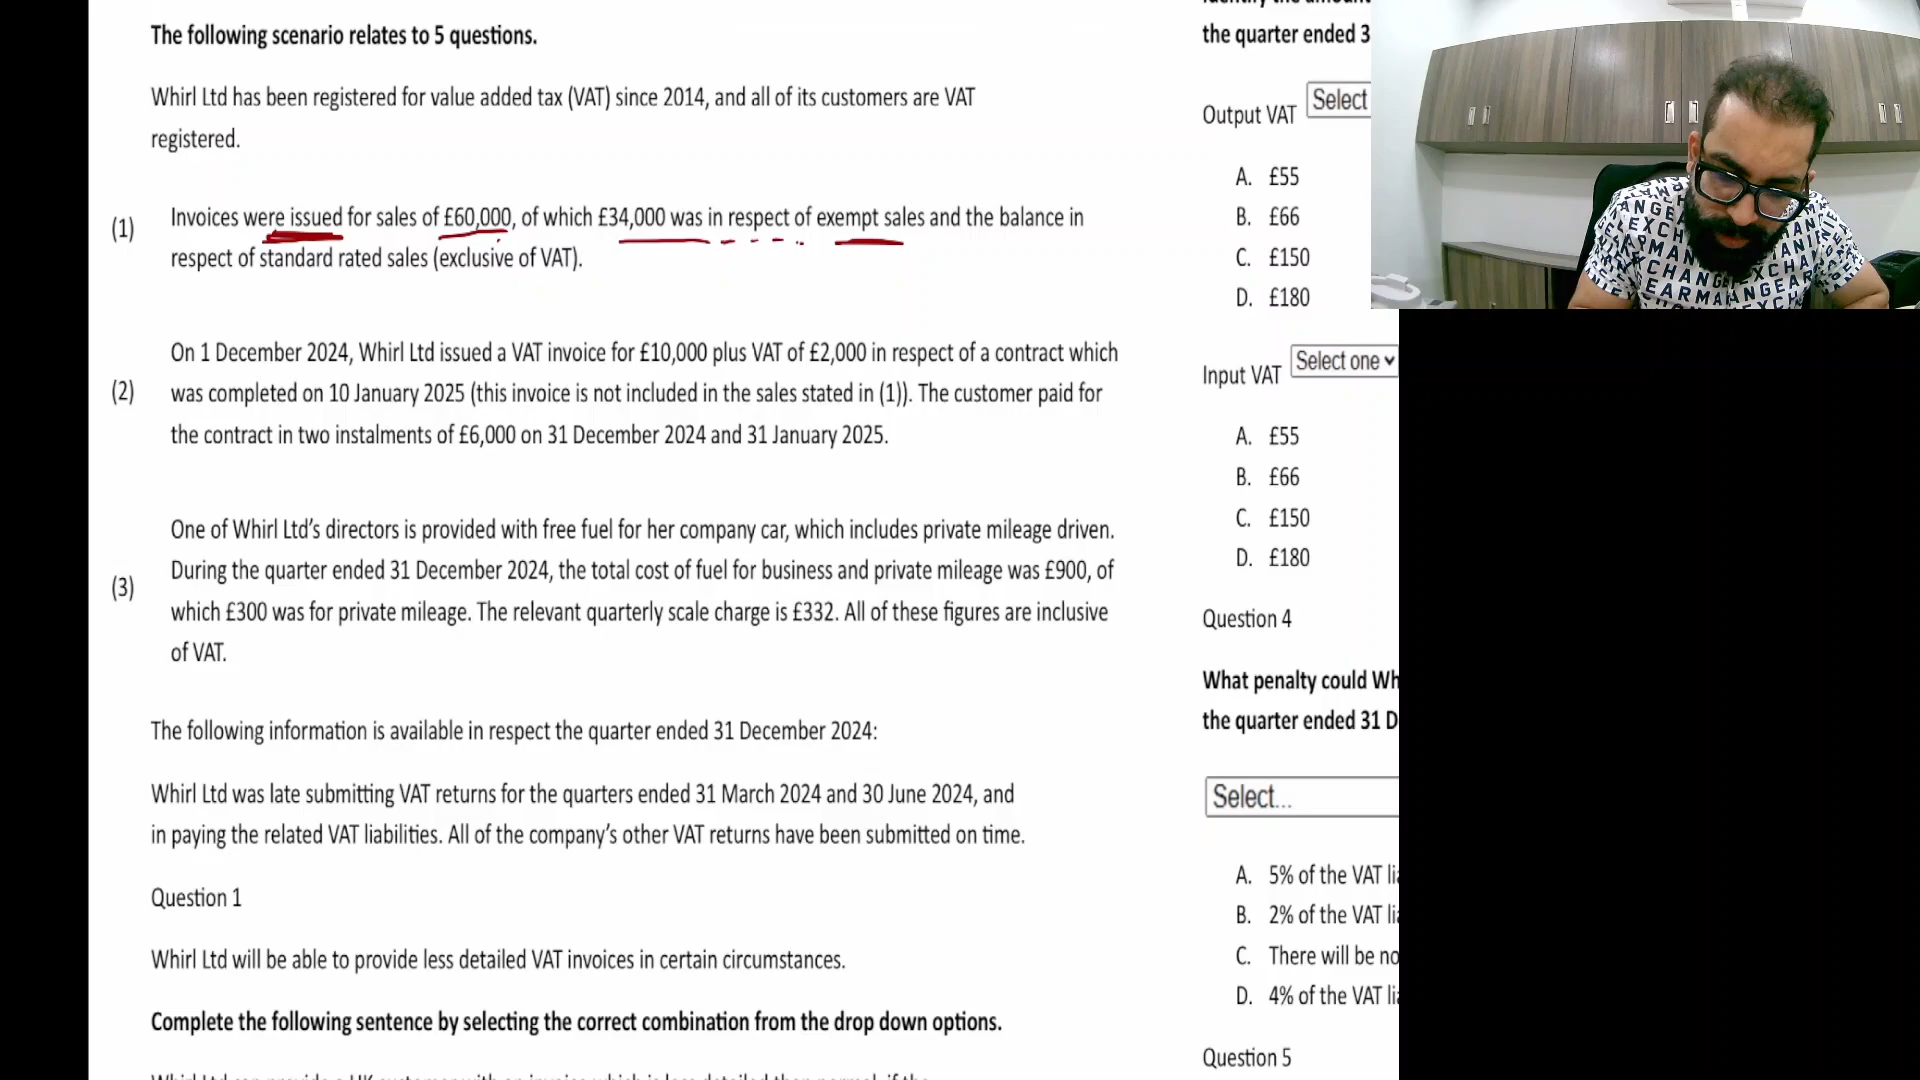 The following scenario relates to 5 questions.
Whirl Ltd has been registered for value added tax (VAT) since 2014, and all of its customers are VAT
registered.
(1)
Invoices were issued for sales of £60,000, of which £34,000 was in respect of exempt sales and the balance in
respect of standard rated sales (exclusive of VAT).
(2)
On 1 December 2024, Whirl Ltd issued a VAT invoice for £10,000 plus VAT of £2,000 in respect of a contract which
was completed on 10 January 2025 (this invoice is not included in the sales stated in (1)). The customer paid for
the contract in two instalments of £6,000 on 31 December 2024 and 31 January 2025.
(3)
One of Whirl Ltd's directors is provided with free fuel for her company car, which includes private mileage driven.
During the quarter ended 31 December 2024, the total cost of fuel for business and private mileage was £900, of
which £300 was for private mileage. The relevant quarterly scale charge is £332. All of these figures are inclusive
of VAT.
The following information is available in respect the quarter ended 31 December 2024:
Whirl Ltd was late submitting VAT returns for the quarters ended 31 March 2024 and 30 June 2024, and
in paying the related VAT liabilities. All of the company's other VAT returns have been submitted on time.
Question 1
Whirl Ltd will be able to provide less detailed VAT invoices in certain circumstances.
Complete the following sentence by selecting the correct combination from the drop down options.
the quarter ended 3
Output VAT Select
A. £55
B. £66
C. £150
D. £180
Input VAT Select one
A. £55
B. £66
C. £150
D. £180
Question 4
What penalty could Wh
the quarter ended 31 D
Select...
A. 5% of the VAT li
B. 2% of the VAT li
C. There will be no
D. 4% of the VAT li
Question 5